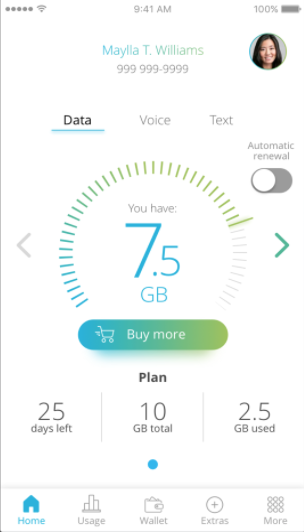 9:41 AM 100%
Maylla T. Williams
999 999-9999
Data Voice Text
Automatic
renewal
You have:
7.5
GB
Buy more
Plan
25 10 2.5
days left GB total GB used
Home Usage Wallet Extras More